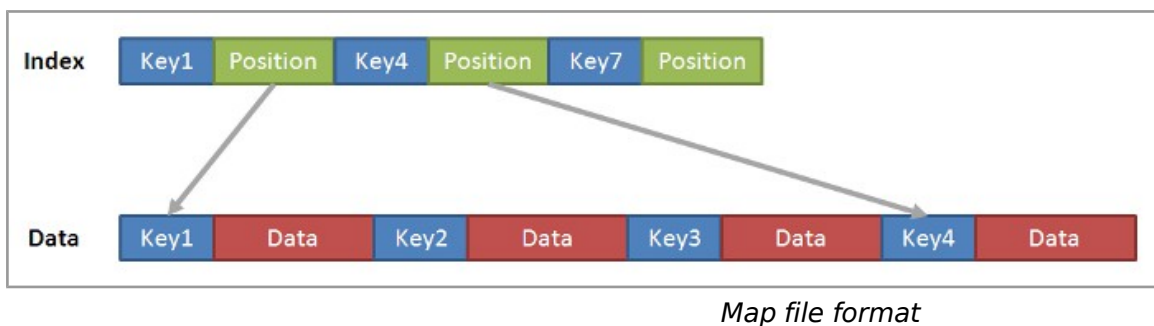 Index Key1 Position Key4 Position Key7 Position
Data Key1 Data Key2 Data Key3 Data Key4 Data
Map file format